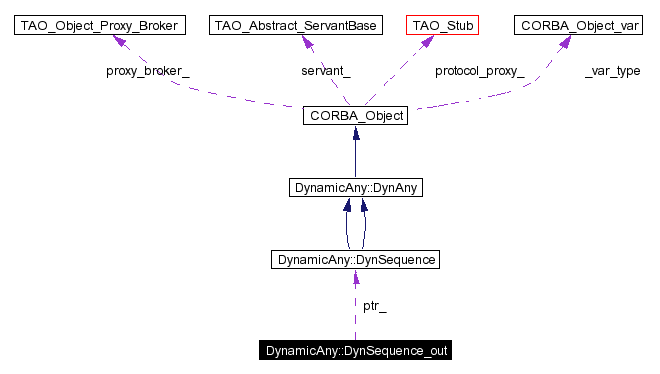 TAO_Object_Proxy_Broker
TAO_Abstract_ServantBase
TAO_Stub
CORBA_Object_var
proxy_broker_
servant_
protocol_proxy_
_var_type
CORBA_Object
DynamicAny::DynAny
DynamicAny::DynSequence
ptr_
DynamicAny::DynSequence_out